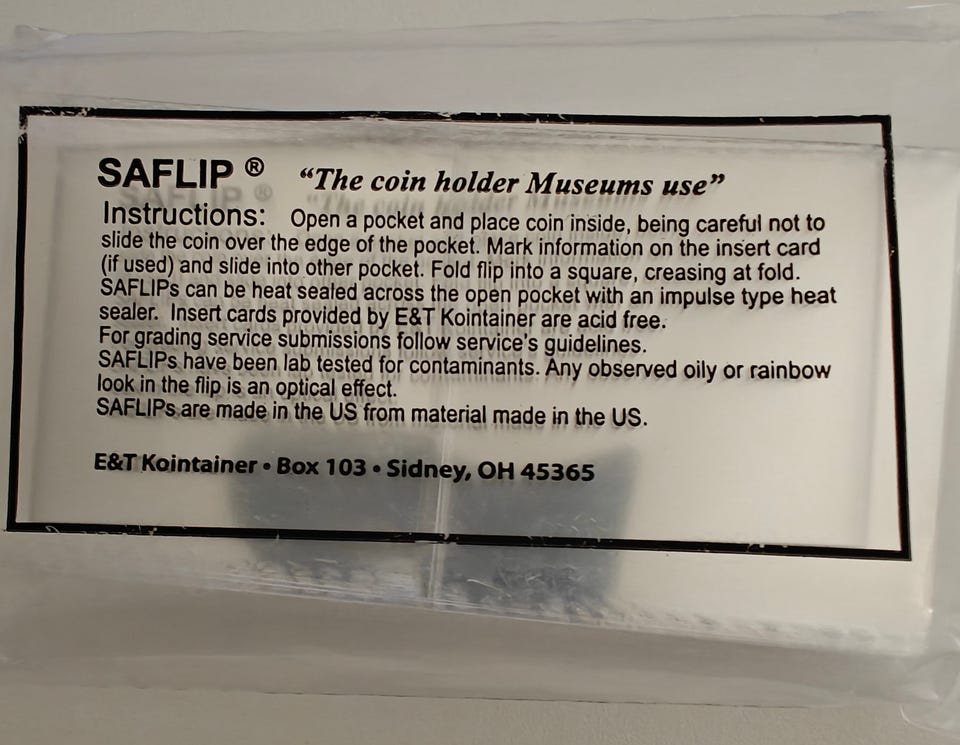 SAFLIP ® “The coin holder Museums use”
Instructions: Open a pocket and place coin inside, being careful not to
slide the coin over the edge of the pocket. Mark information on the insert card
(if used) and slide into other pocket. Fold flip into a square, creasing at fold.
SAFLIPs can be heat sealed across the open pocket with an impulse type heat
sealer. Insert cards provided by E&T Kointainer are acid free.
For grading service submissions follow service's guidelines.
SAFLIPs have been lab tested for contaminants. Any observed oily or rainbow
look in the flip is an optical effect.
SAFLIPs are made in the US from material made in the US.
E&T Kointainer • Box 103 • Sidney, OH 45365